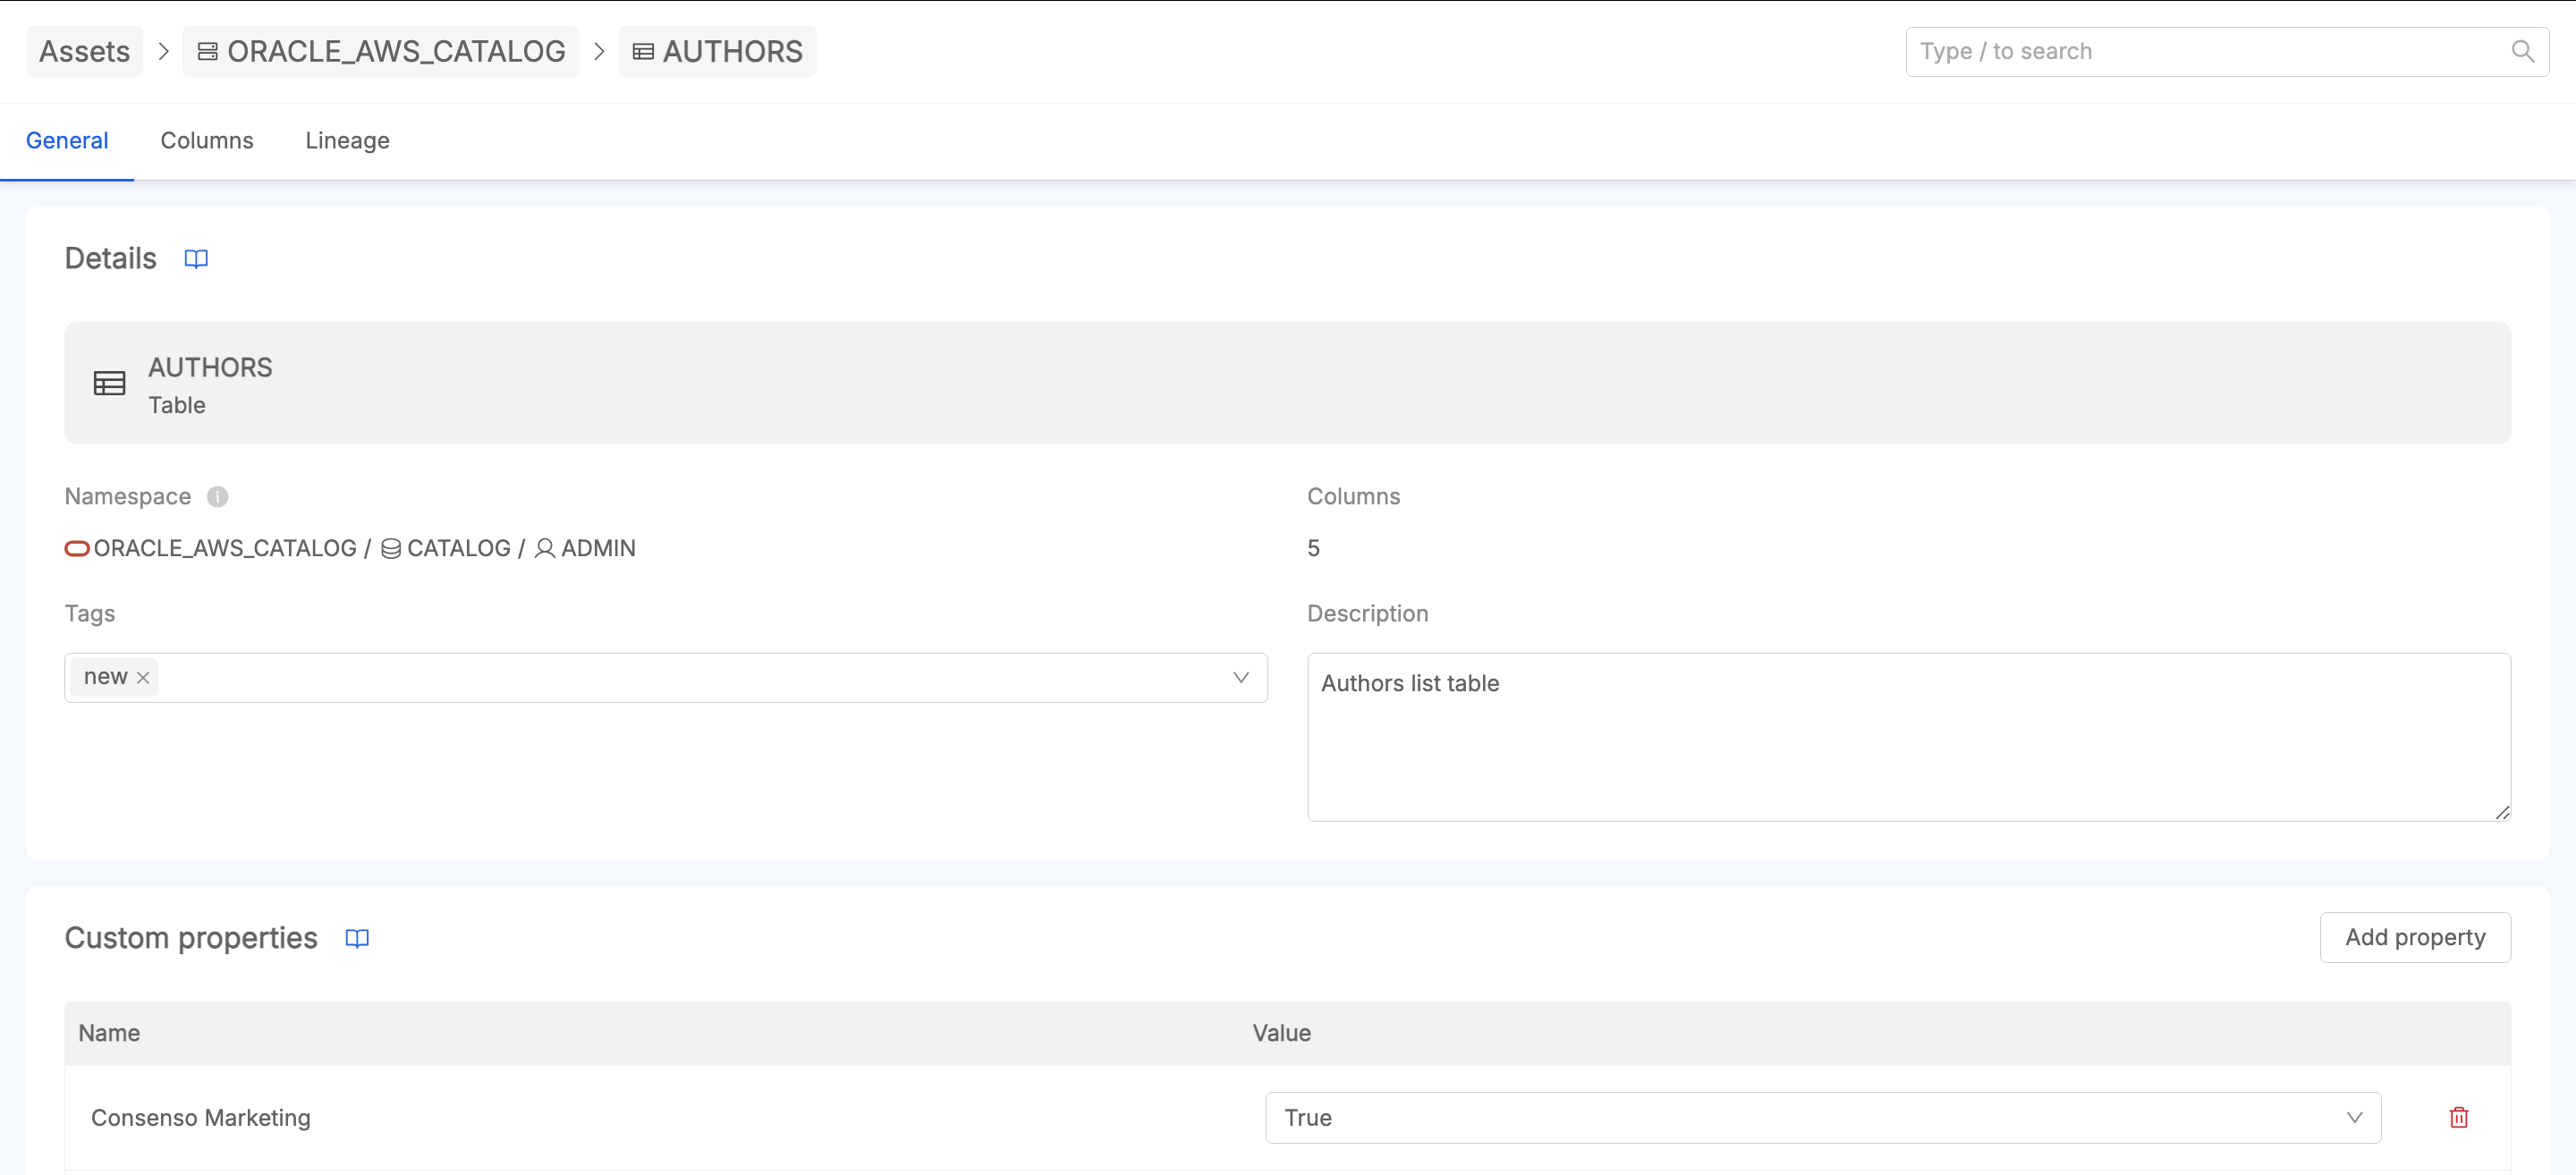 Assets > ORACLE_AWS_CATALOG > AUTHORS
Type / to search
General Columns Lineage
Details
AUTHORS
Table
Namespace
Columns
ORACLE_AWS_CATALOG / CATALOG / ADMIN
5
Tags
Description
new
Authors list table
Custom properties
Add property
Name Value
Consenso Marketing True